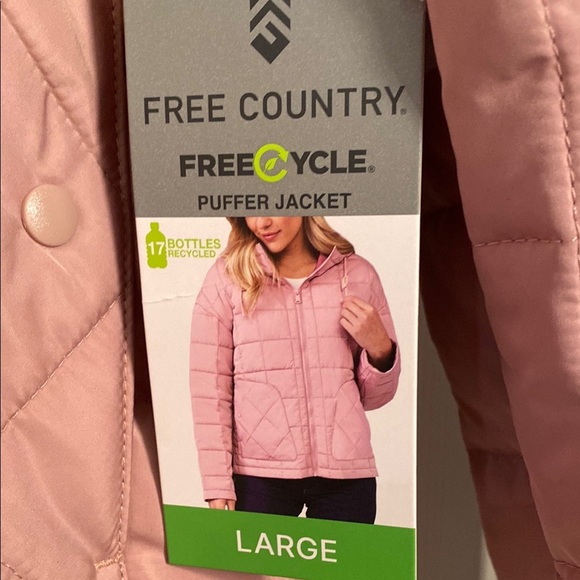 FREE COUNTRY®
FREECYCLE®
PUFFER JACKET
17 BOTTLES
RECYCLED
LARGE